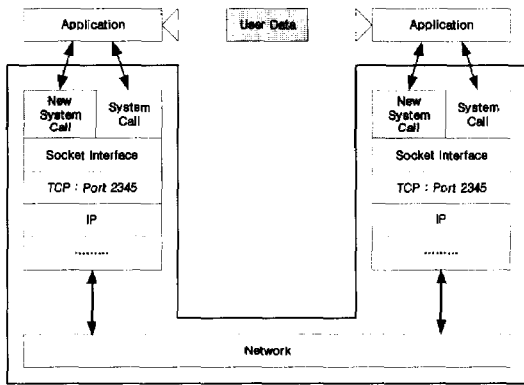 Application
User Data
Application
New System Call
System Call
New System Call
System Call
Socket Interface
Socket Interface
TCP : Port 2345
TCP : Port 2345
IP
IP
.........
.........
Network